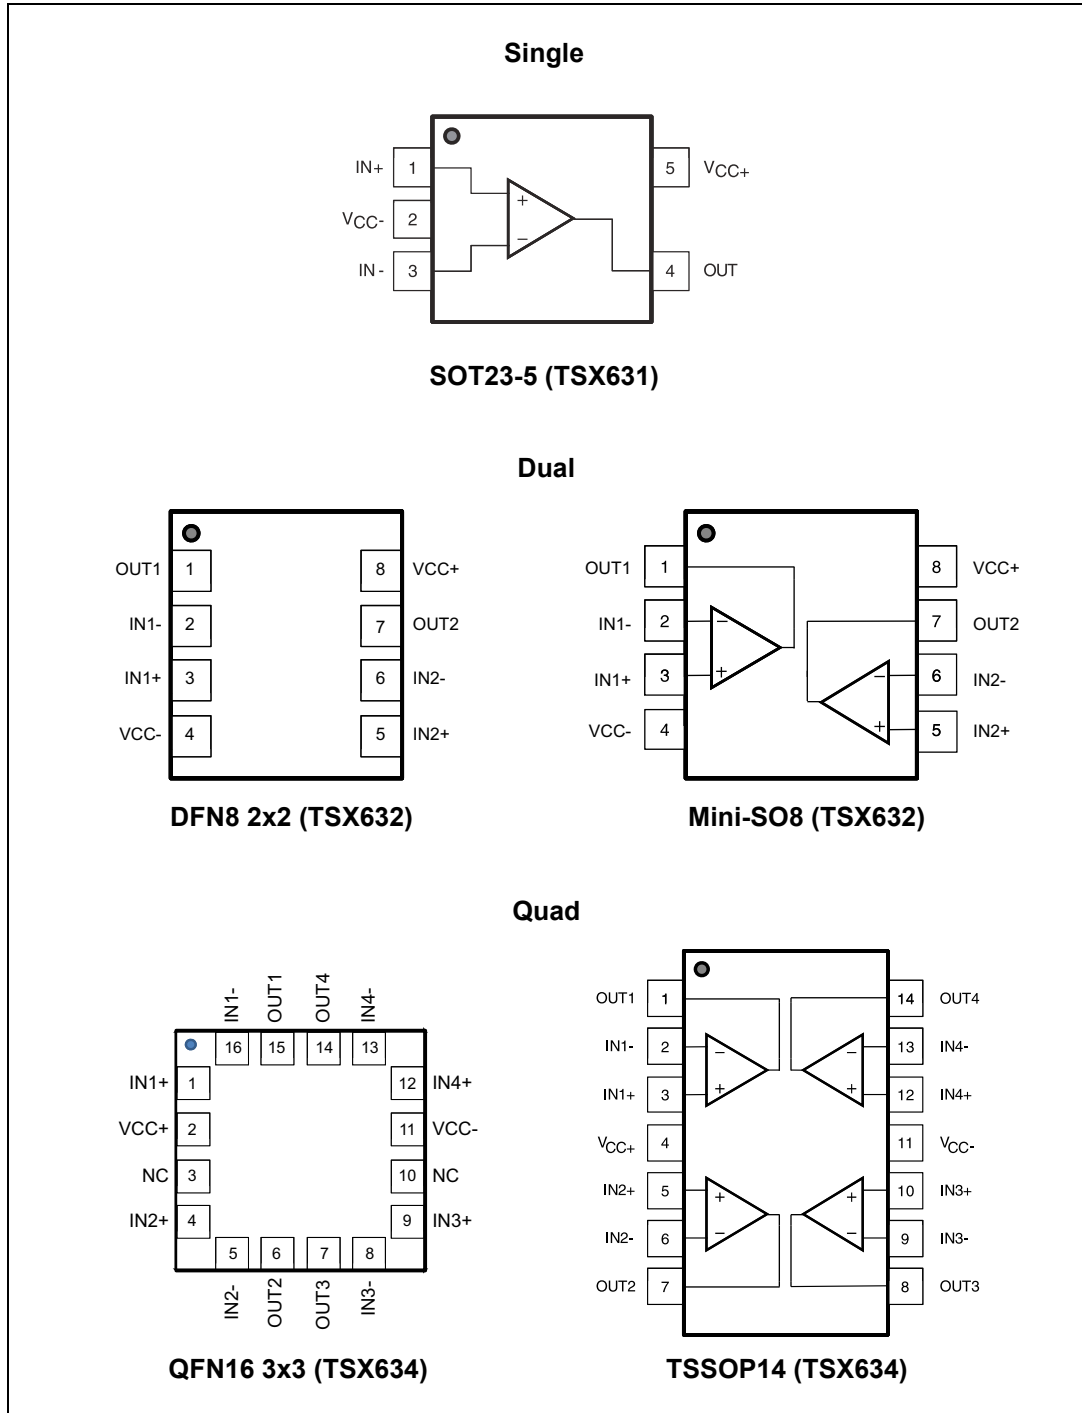 Single
IN+ 1
VCC- 2
IN- 3
5 VCC+
4 OUT
+
−
SOT23-5 (TSX631)
Dual
OUT1 1
IN1- 2
IN1+ 3
VCC- 4
8 VCC+
7 OUT2
6 IN2-
5 IN2+
DFN8 2x2 (TSX632)
OUT1 1
IN1- 2
IN1+ 3
VCC- 4
−
+
8 VCC+
7 OUT2
6 IN2-
5 IN2+
−
+
Mini-SO8 (TSX632)
Quad
IN1- OUT1 OUT4 IN4-
16 15 14 13
IN1+ 1
VCC+ 2
NC 3
IN2+ 4
12 IN4+
11 VCC-
10 NC
9 IN3+
5 6 7 8
IN2- OUT2 OUT3 IN3-
QFN16 3x3 (TSX634)
OUT1 1
IN1- 2
IN1+ 3
VCC+ 4
IN2+ 5
IN2- 6
OUT2 7
−
+
+
−
14 OUT4
13 IN4-
12 IN4+
11 VCC-
10 IN3+
9 IN3-
8 OUT3
−
+
+
−
TSSOP14 (TSX634)